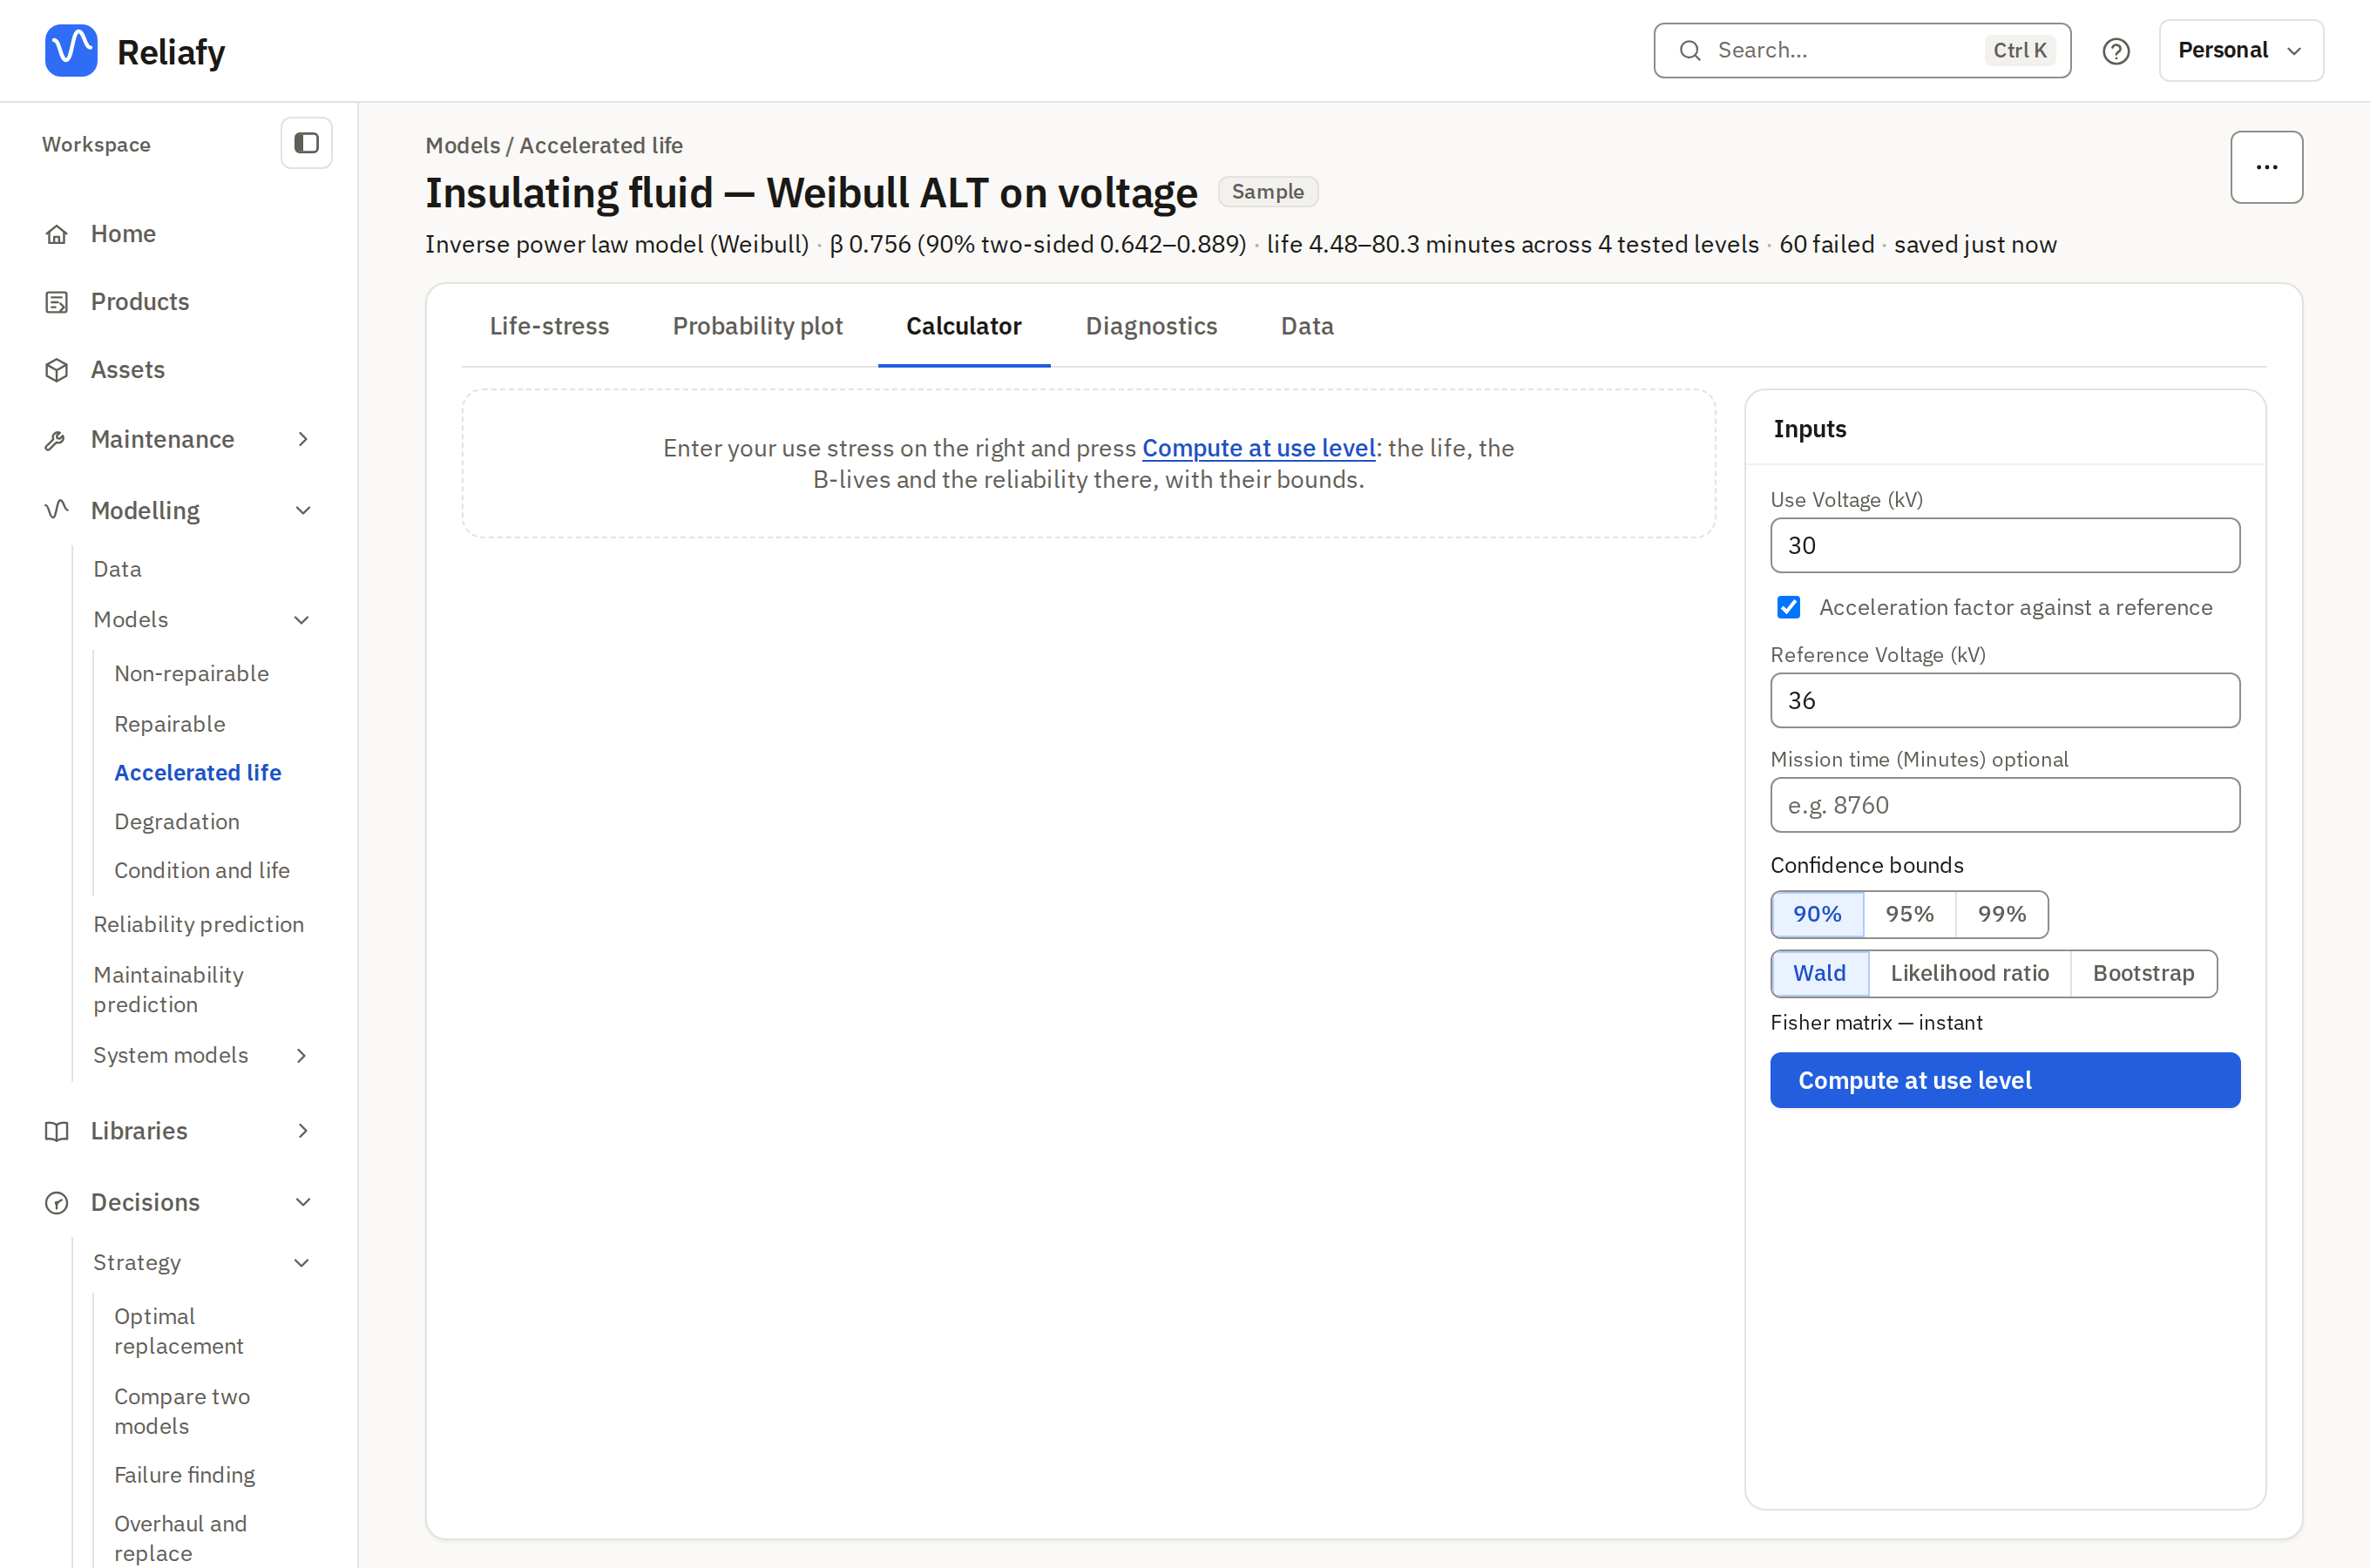 Reliafy
Search...
Ctrl K
Personal
Workspace
Home
Products
Assets
Maintenance
Modelling
Data
Models
Non-repairable
Repairable
Accelerated life
Degradation
Condition and life
Reliability prediction
Maintainability
prediction
System models
Libraries
Decisions
Strategy
Optimal
replacement
Compare two
models
Failure finding
Overhaul and
replace
Models / Accelerated life
Insulating fluid — Weibull ALT on voltage
Sample
Inverse power law model (Weibull) · β 0.756 (90% two-sided 0.642–0.889) · life 4.48–80.3 minutes across 4 tested levels · 60 failed · saved just now
Life-stress
Probability plot
Calculator
Diagnostics
Data
Enter your use stress on the right and press Compute at use level: the life, the
B-lives and the reliability there, with their bounds.
Inputs
Use Voltage (kV)
30
Acceleration factor against a reference
Reference Voltage (kV)
36
Mission time (Minutes) optional
e.g. 8760
Confidence bounds
90%
95%
99%
Wald
Likelihood ratio
Bootstrap
Fisher matrix — instant
Compute at use level